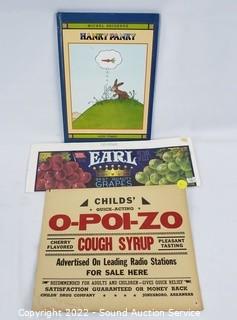 HANKY PANKY
EARL
GRAPES
CHILDS'
QUICK-ACTING
O-POI-ZO
CHERRY FLAVORED
COUGH SYRUP
PLEASANT TASTING
Advertised On Leading Radio Stations
FOR SALE HERE
RECOMMENDED FOR ADULTS AND CHILDREN-GIVES QUICK RELIEF
SATISFACTION GUARANTEED OR MONEY BACK
CHILDS' DRUG COMPANY JONESBORO, ARKANSAS
Copyright 2022 - Sound Auction Service